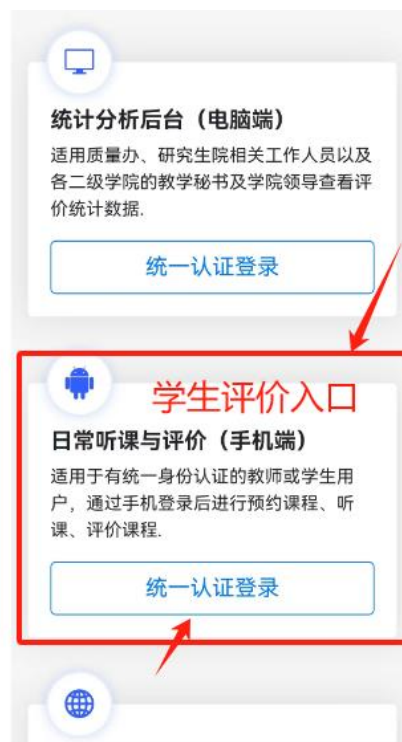 统计分析后台（电脑端）
适用质量办、研究生院相关工作人员以及
各二级学院的教学秘书及学院领导查看评
价统计数据.
统一认证登录
学生评价入口
日常听课与评价（手机端）
适用于有统一身份认证的教师或学生用
户，通过手机登录后进行预约课程、听
课、评价课程.
统一认证登录